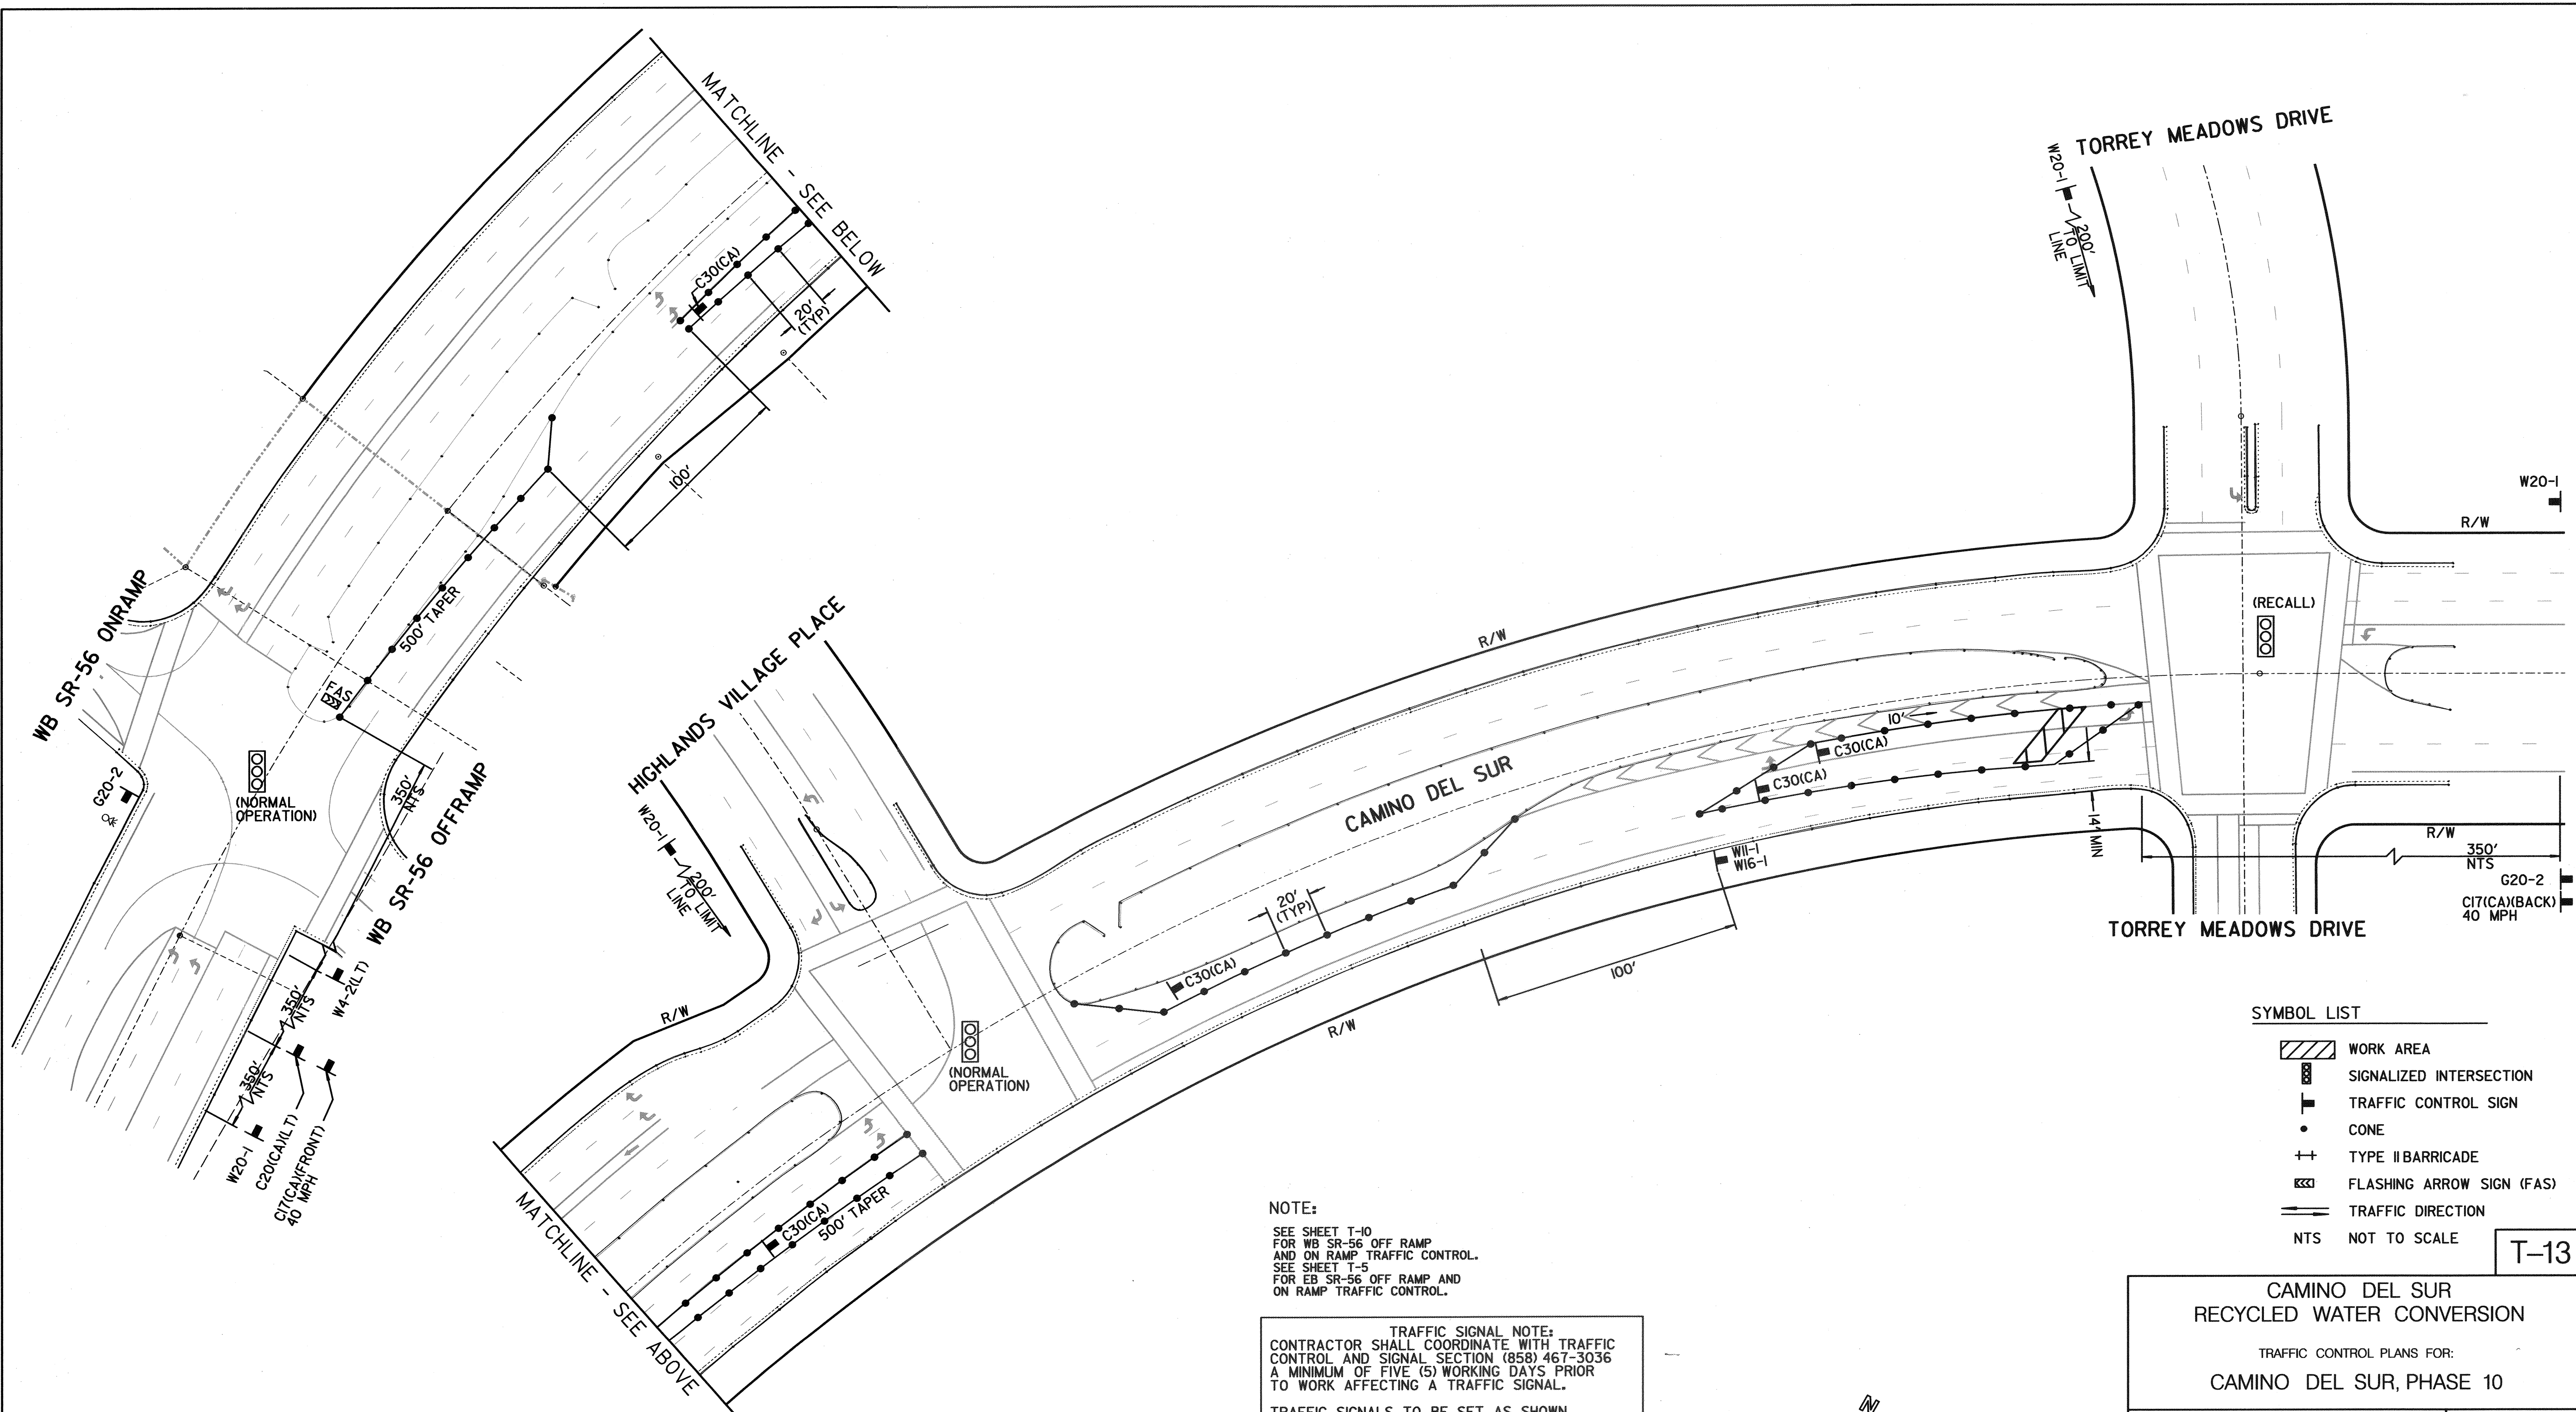 MATCHLINE - SEE BELOW
C30(CA)
20'
(TYP)
100'
500' TAPER
FAS
WB SR-56 ONRAMP
G20-2
(NORMAL
OPERATION)
350'
NTS
WB SR-56 OFFRAMP
W4-2(LT)
350'
NTS
350'
NTS
W20-1
C20(CA)(LT)
C17(CA)(FRONT)
40 MPH
HIGHLANDS VILLAGE PLACE
W20-1
200'
TO LIMIT
LINE
R/W
(NORMAL
OPERATION)
MATCHLINE - SEE ABOVE
C30(CA)
500' TAPER
C30(CA)
20'
(TYP)
CAMINO DEL SUR
R/W
R/W
100'
W11-1
W16-1
C30(CA)
C30(CA)
10'
14' MIN
TORREY MEADOWS DRIVE
W20-1
200'
TO LIMIT
LINE
(RECALL)
W20-1
R/W
R/W
350'
NTS
G20-2
C17(CA)(BACK)
40 MPH
TORREY MEADOWS DRIVE
SYMBOL LIST
WORK AREA
SIGNALIZED INTERSECTION
TRAFFIC CONTROL SIGN
CONE
TYPE II BARRICADE
FLASHING ARROW SIGN (FAS)
TRAFFIC DIRECTION
NTS NOT TO SCALE
NOTE:
SEE SHEET T-10
FOR WB SR-56 OFF RAMP
AND ON RAMP TRAFFIC CONTROL.
SEE SHEET T-5
FOR EB SR-56 OFF RAMP AND
ON RAMP TRAFFIC CONTROL.
TRAFFIC SIGNAL NOTE:
CONTRACTOR SHALL COORDINATE WITH TRAFFIC
CONTROL AND SIGNAL SECTION (858) 467-3036
A MINIMUM OF FIVE (5) WORKING DAYS PRIOR
TO WORK AFFECTING A TRAFFIC SIGNAL.
TRAFFIC SIGNALS TO BE SET AS SHOWN
N
T-13
CAMINO DEL SUR
RECYCLED WATER CONVERSION
TRAFFIC CONTROL PLANS FOR:
CAMINO DEL SUR, PHASE 10